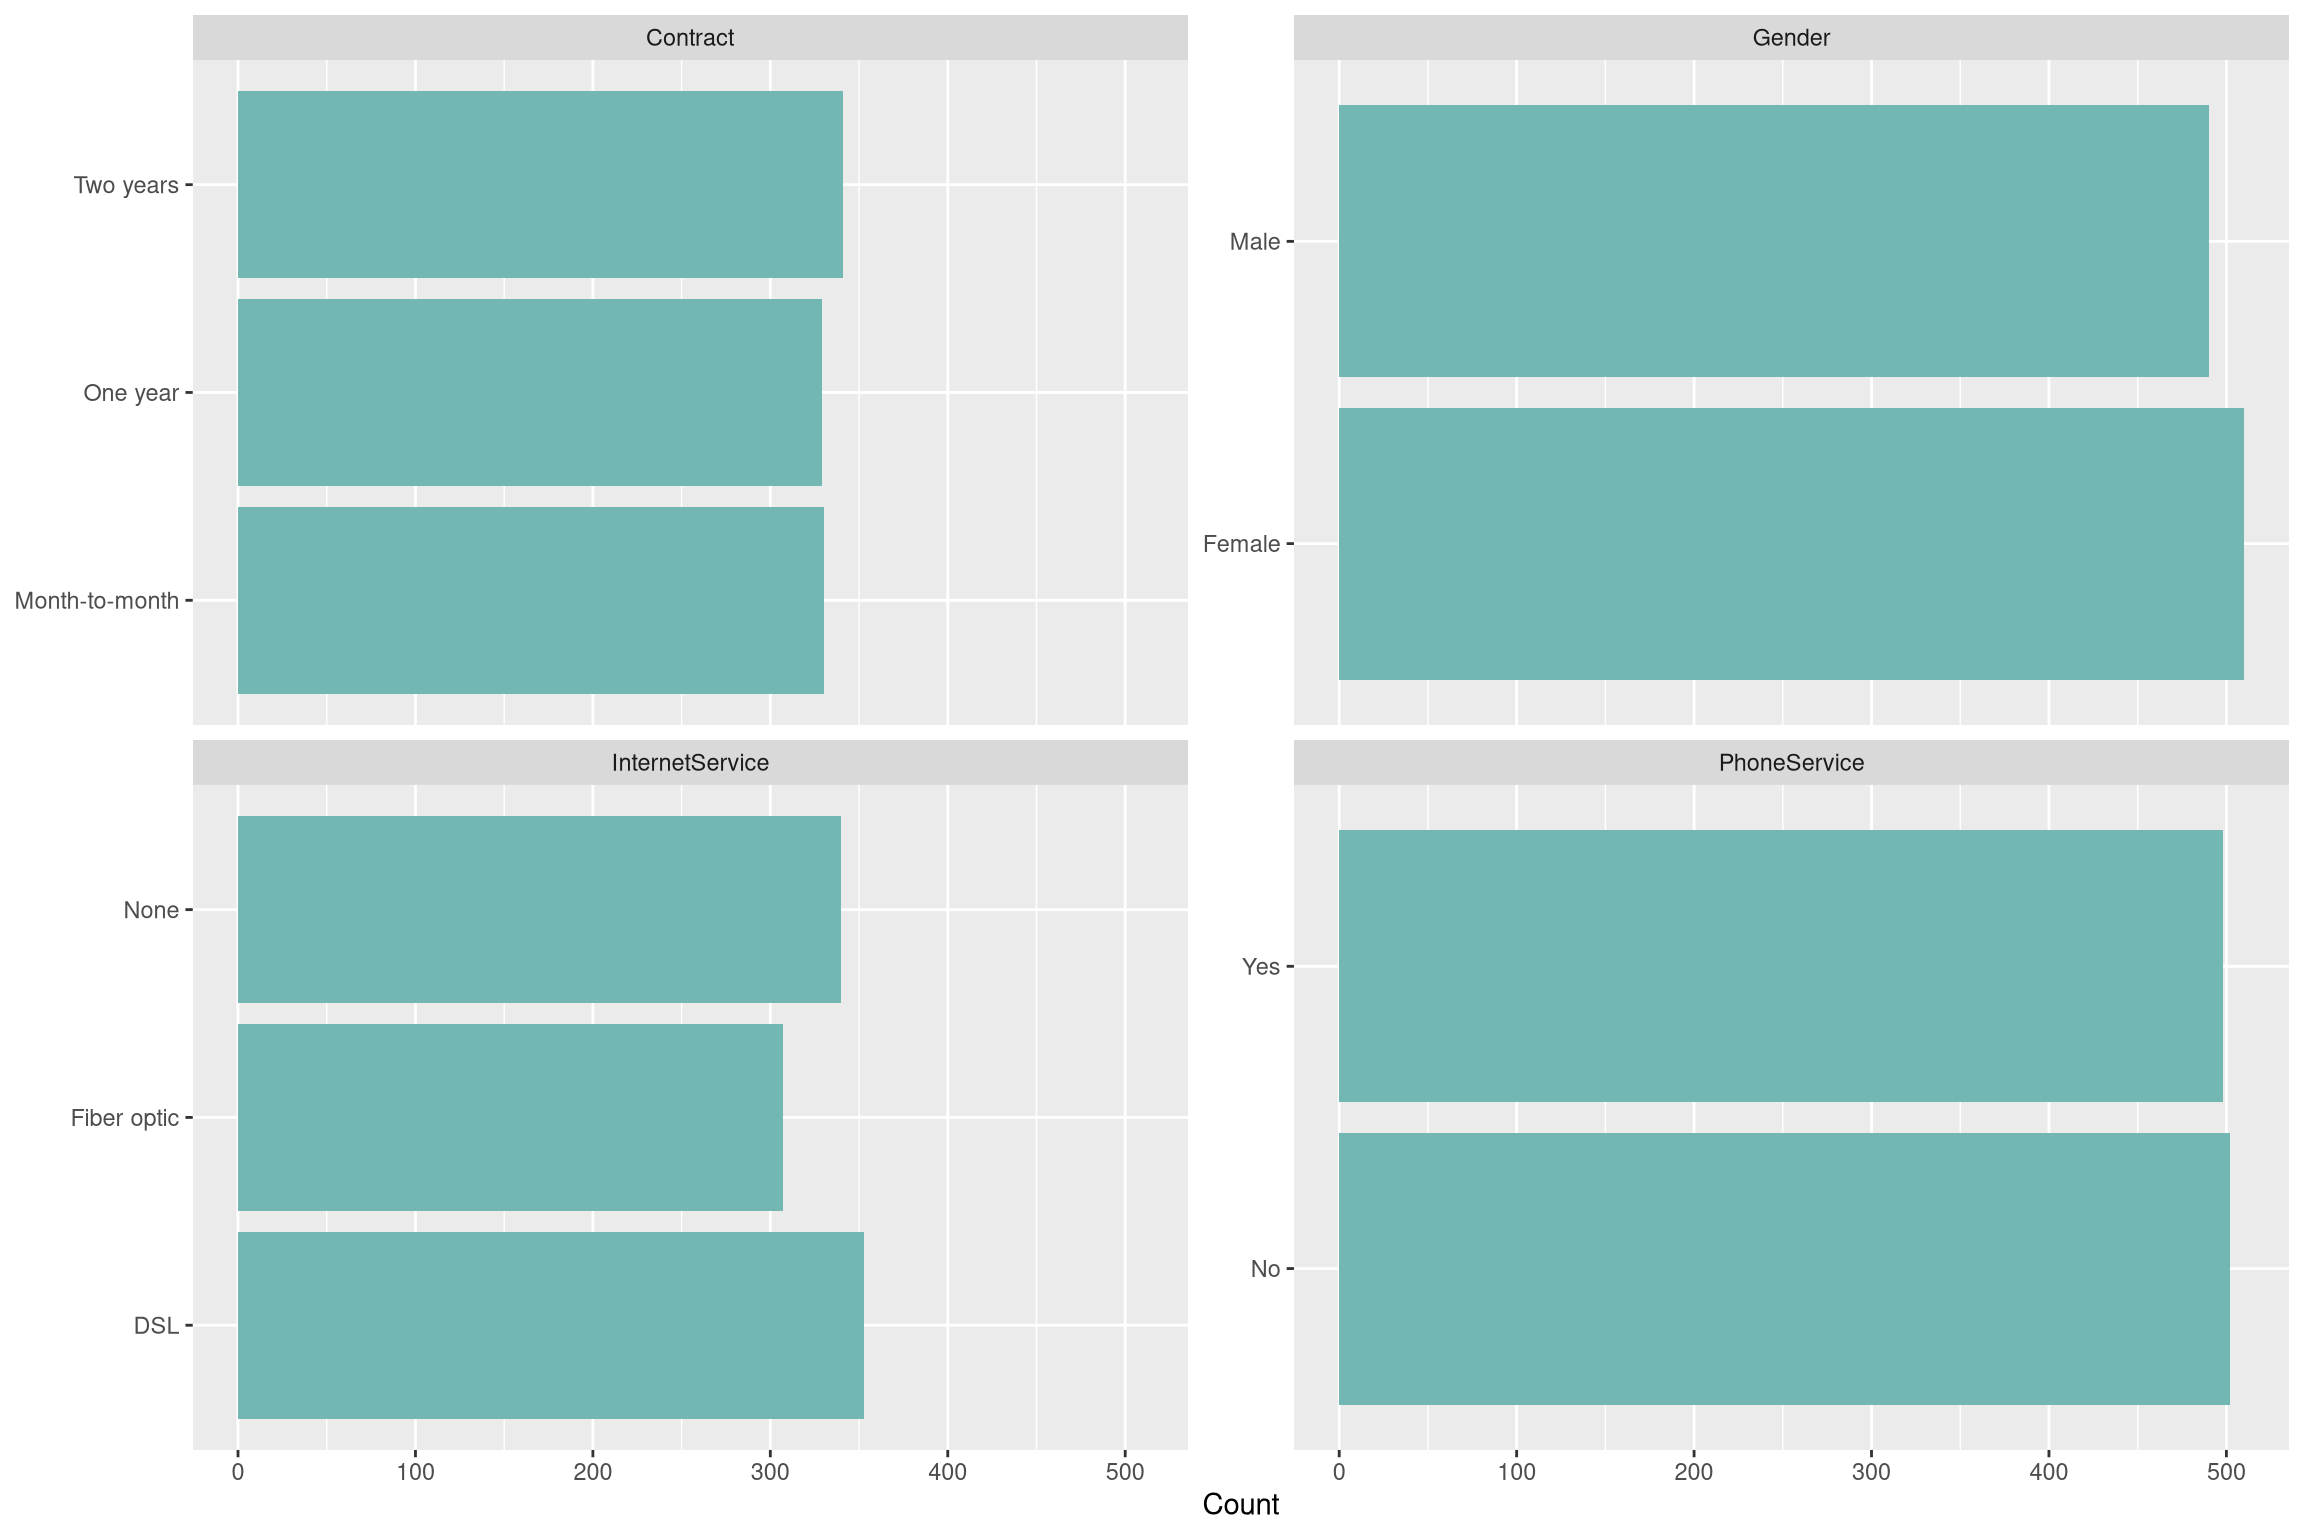 Contract
Two years
One year
Month-to-month
Gender
Male
Female
InternetService
None
Fiber optic
DSL
0 100 200 300 400 500
PhoneService
Yes
No
0 100 200 300 400 500
Count